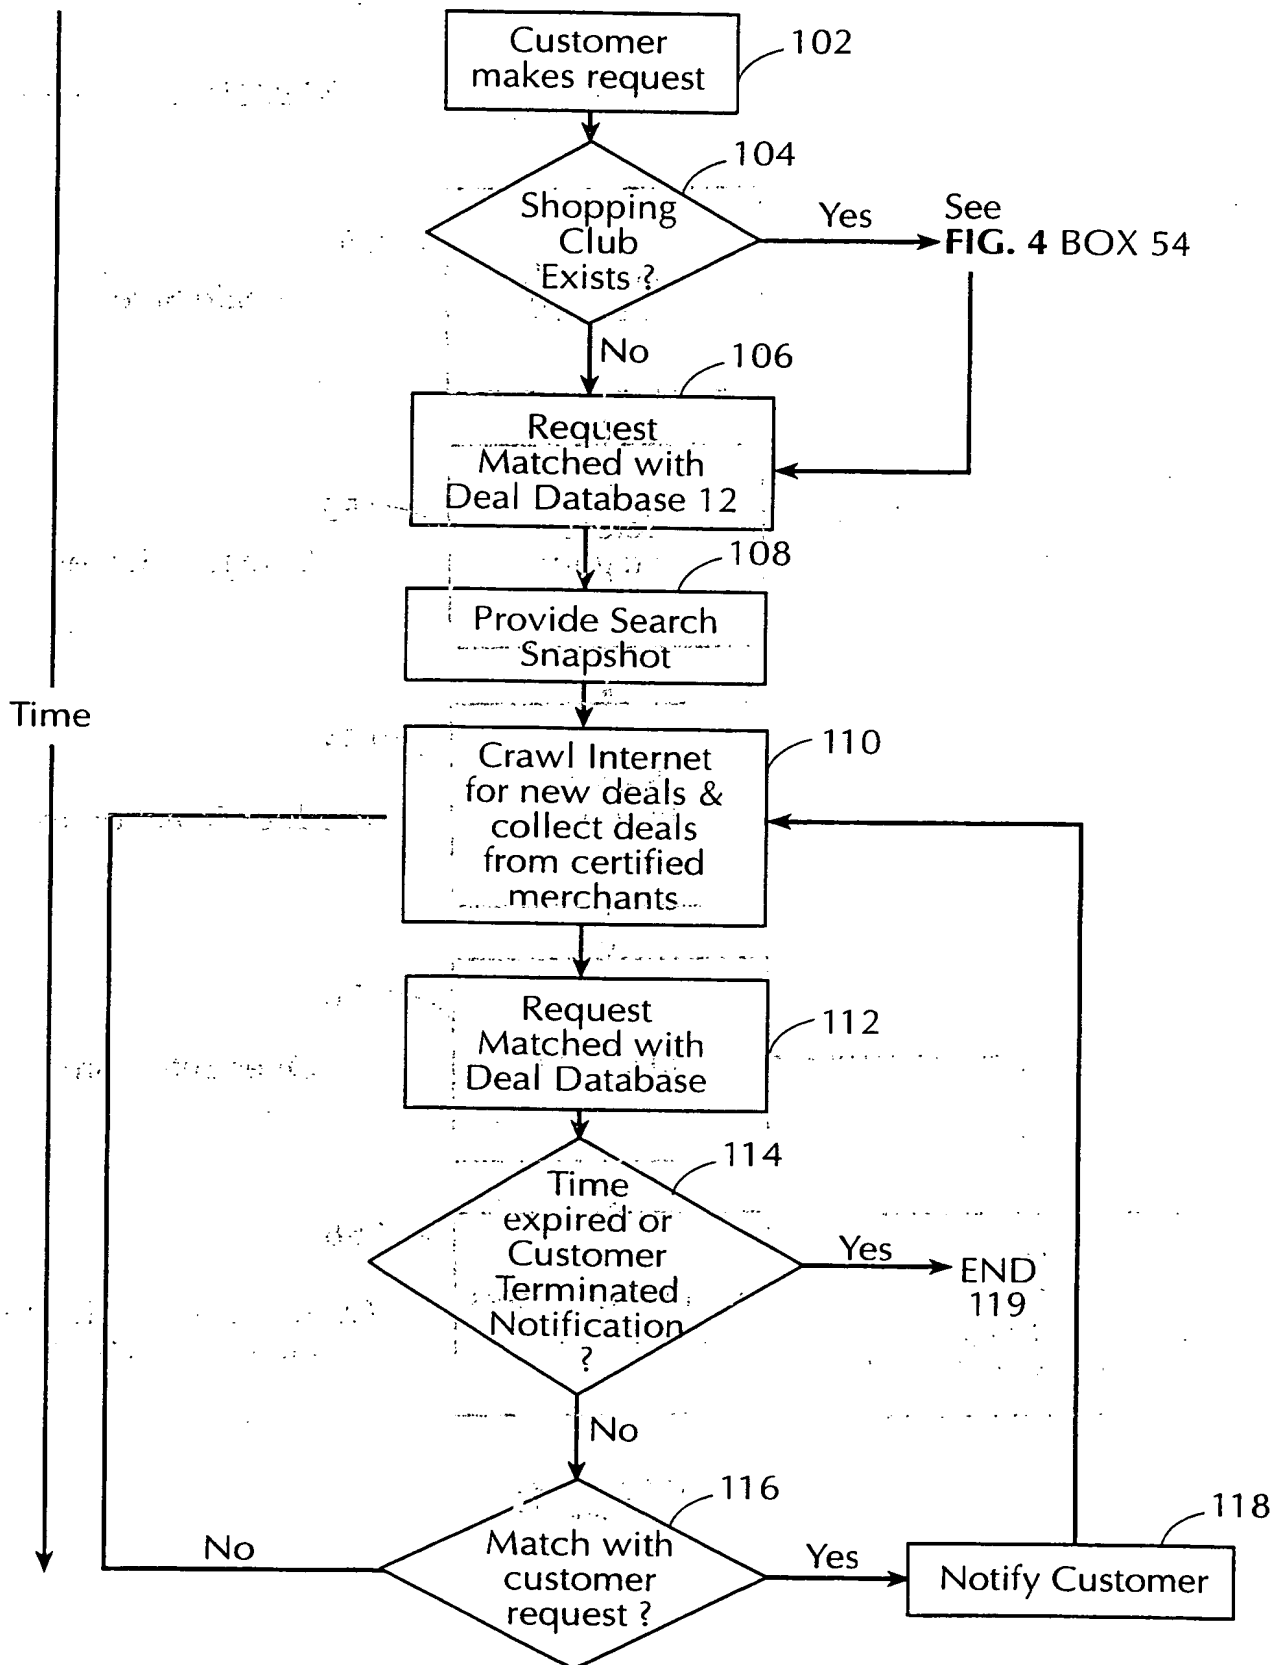 Customer
makes request
102
104
Shopping
Club
Exists ?
Yes
See
FIG. 4 BOX 54
No
106
Request
Matched with
Deal Database 12
108
Provide Search
Snapshot
Time
110
Crawl Internet
for new deals &
collect deals
from certified
merchants
Request
Matched with
Deal Database
112
114
Time
expired or
Customer
Terminated
Notification
?
Yes
END
119
No
116
118
No
Match with
customer
request ?
Yes
Notify Customer